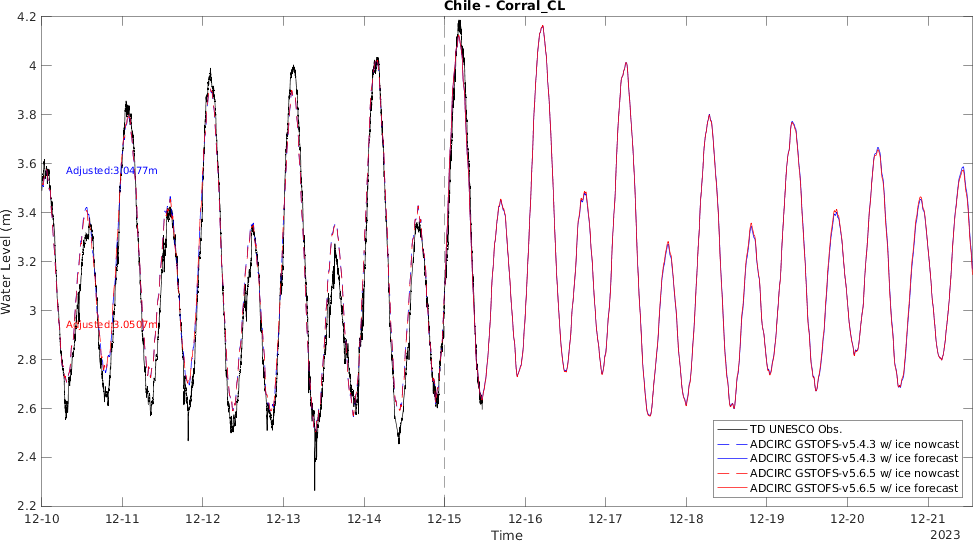 Chile - Corral_CL
4.2
4
3.8
3.6
3.4
3.2
3
2.8
2.6
2.4
2.2
Water Level (m)
Adjusted:3.0477m
Adjusted:3.0507m
TD UNESCO Obs.
ADCIRC GSTOFS-v5.4.3 w/ ice nowcast
ADCIRC GSTOFS-v5.4.3 w/ ice forecast
ADCIRC GSTOFS-v5.6.5 w/ ice nowcast
ADCIRC GSTOFS-v5.6.5 w/ ice forecast
12-10 12-11 12-12 12-13 12-14 12-15 12-16 12-17 12-18 12-19 12-20 12-21
2023
Time